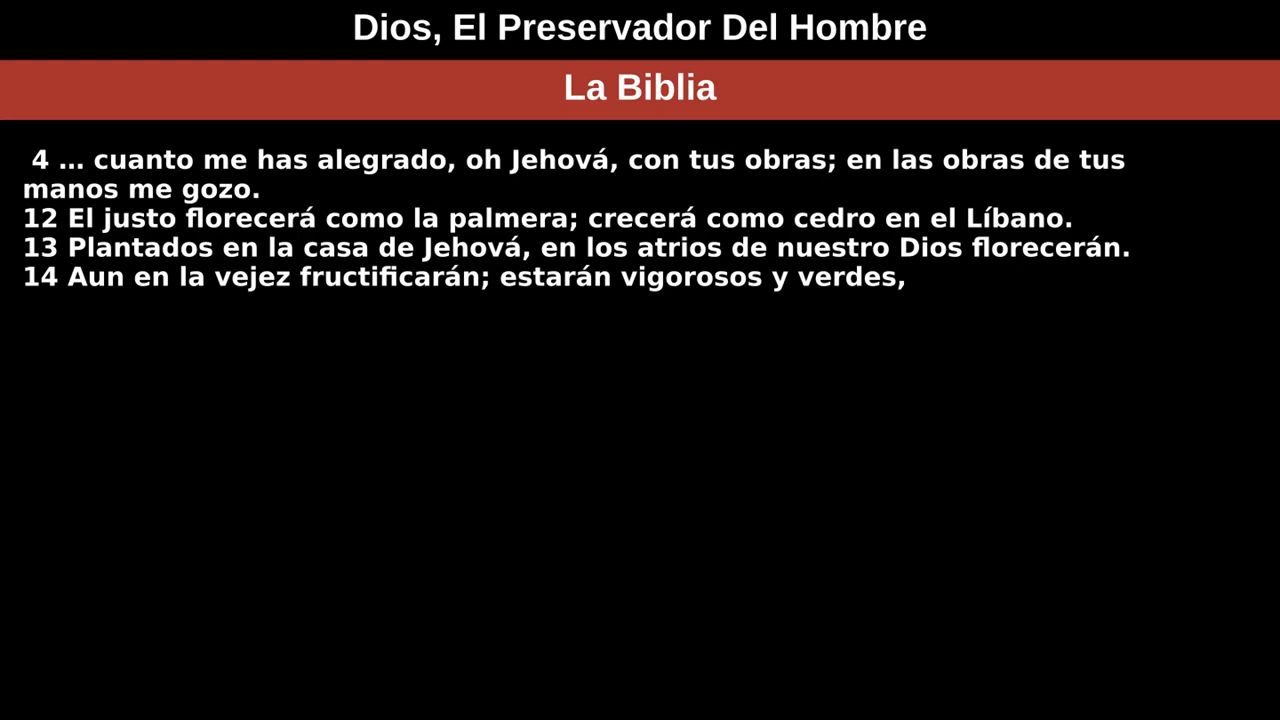 Dios, El Preservador Del Hombre
La Biblia
4 … cuanto me has alegrado, oh Jehová, con tus obras; en las obras de tus
manos me gozo.
12 El justo florecerá como la palmera; crecerá como cedro en el Líbano.
13 Plantados en la casa de Jehová, en los atrios de nuestro Dios florecerán.
14 Aun en la vejez fructificarán; estarán vigorosos y verdes,